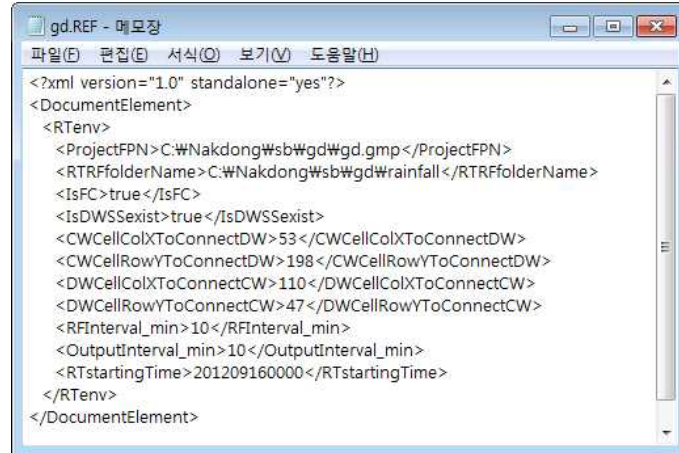 gd.REF - 메모장
파일(F) 편집(E) 서식(O) 보기(V) 도움말(H)
<?xml version="1.0" standalone="yes"?>
<DocumentElement>
<RTenv>
<ProjectFPN>C:₩Nakdong₩sb₩gd₩gd.gmp</ProjectFPN>
<RTRFfolderName>C:₩Nakdong₩sb₩gd₩rainfall</RTRFfolderName>
<IsFC>true</IsFC>
<IsDWSSexist>true</IsDWSSexist>
<CWCellColXToConnectDW>53</CWCellColXToConnectDW>
<CWCellRowYToConnectDW>198</CWCellRowYToConnectDW>
<DWCellColXToConnectCW>110</DWCellColXToConnectCW>
<DWCellRowYToConnectCW>47</DWCellRowYToConnectCW>
<RFInterval_min>10</RFInterval_min>
<OutputInterval_min>10</OutputInterval_min>
<RTstartingTime>201209160000</RTstartingTime>
</RTenv>
</DocumentElement>